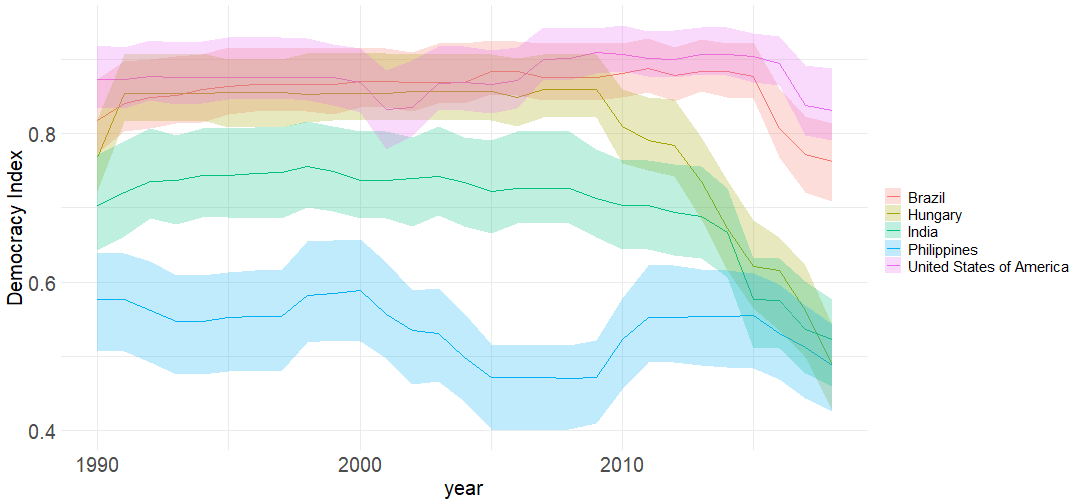 Democracy Index
0.8
0.6
0.4
1990
2000
2010
year
Brazil
Hungary
India
Philippines
United States of America